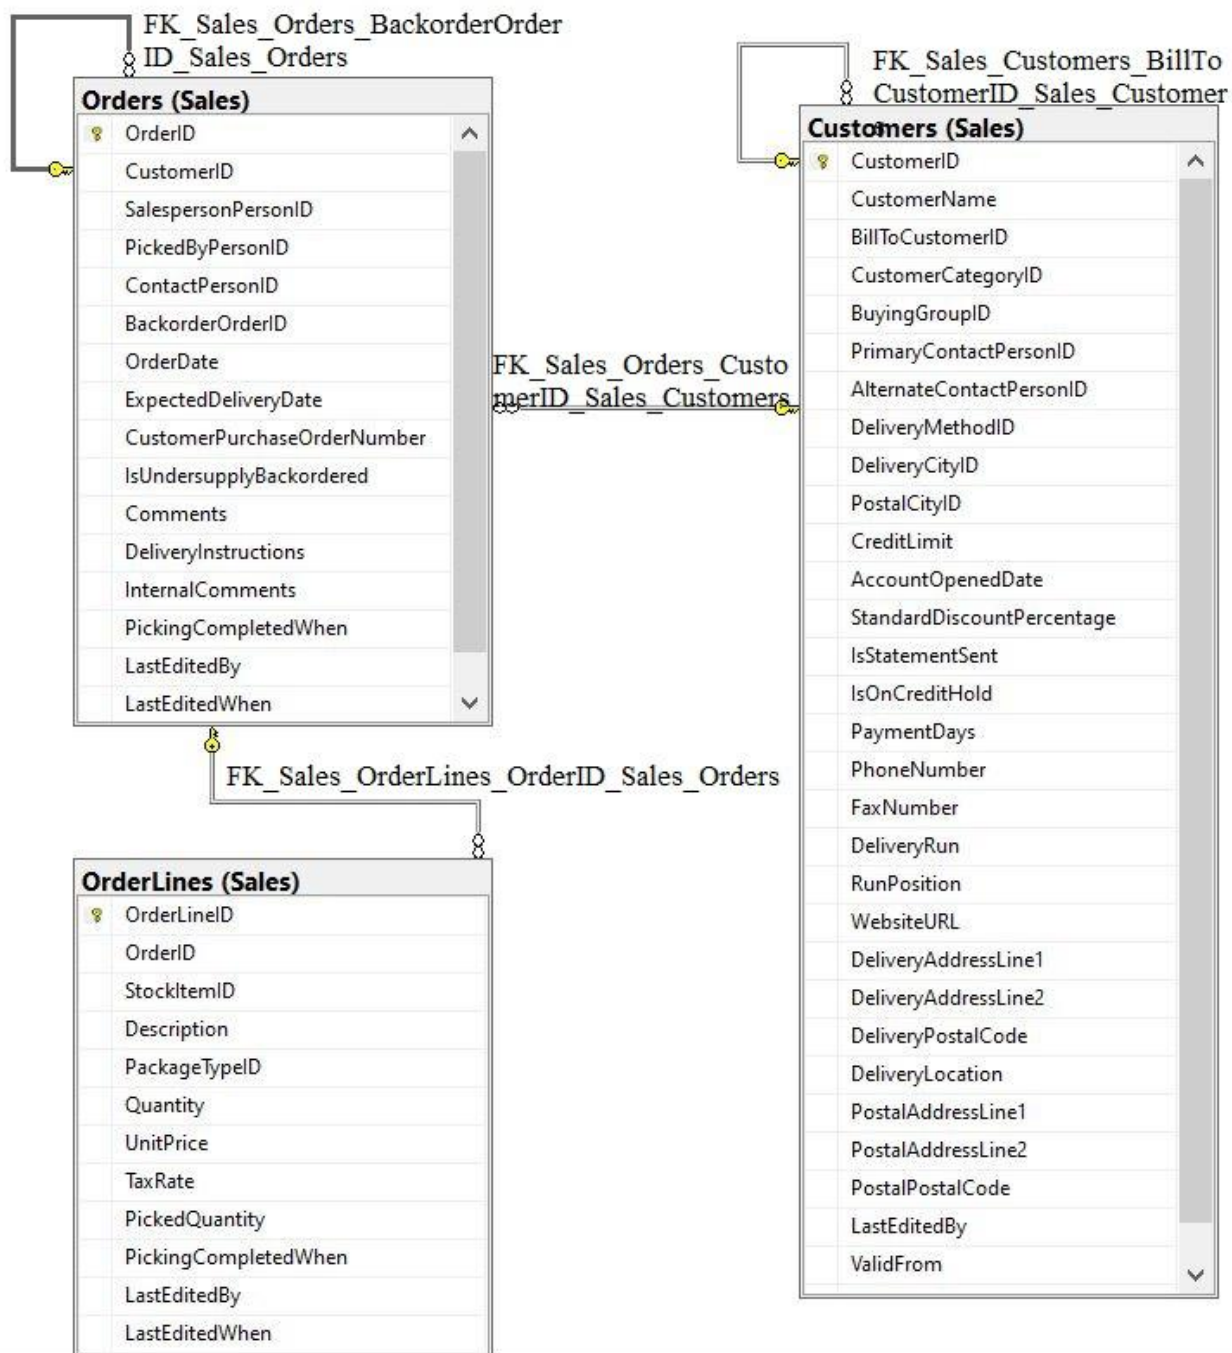 FK_Sales_Orders_BackorderOrder
ID_Sales_Orders
Orders (Sales)
OrderID
CustomerID
SalespersonPersonID
PickedByPersonID
ContactPersonID
BackorderOrderID
OrderDate
ExpectedDeliveryDate
CustomerPurchaseOrderNumber
IsUndersupplyBackordered
Comments
DeliveryInstructions
InternalComments
PickingCompletedWhen
LastEditedBy
LastEditedWhen
FK_Sales_Orders_Custo
merID_Sales_Customers
FK_Sales_Customers_BillTo
CustomerID_Sales_Customer
s
Customers (Sales)
CustomerID
CustomerName
BillToCustomerID
CustomerCategoryID
BuyingGroupID
PrimaryContactPersonID
AlternateContactPersonID
DeliveryMethodID
DeliveryCityID
PostalCityID
CreditLimit
AccountOpenedDate
StandardDiscountPercentage
IsStatementSent
IsOnCreditHold
PaymentDays
PhoneNumber
FaxNumber
DeliveryRun
RunPosition
WebsiteURL
DeliveryAddressLine1
DeliveryAddressLine2
DeliveryPostalCode
DeliveryLocation
PostalAddressLine1
PostalAddressLine2
PostalPostalCode
LastEditedBy
ValidFrom
FK_Sales_OrderLines_OrderID_Sales_Orders
OrderLines (Sales)
OrderLineID
OrderID
StockItemID
Description
PackageTypeID
Quantity
UnitPrice
TaxRate
PickedQuantity
PickingCompletedWhen
LastEditedBy
LastEditedWhen